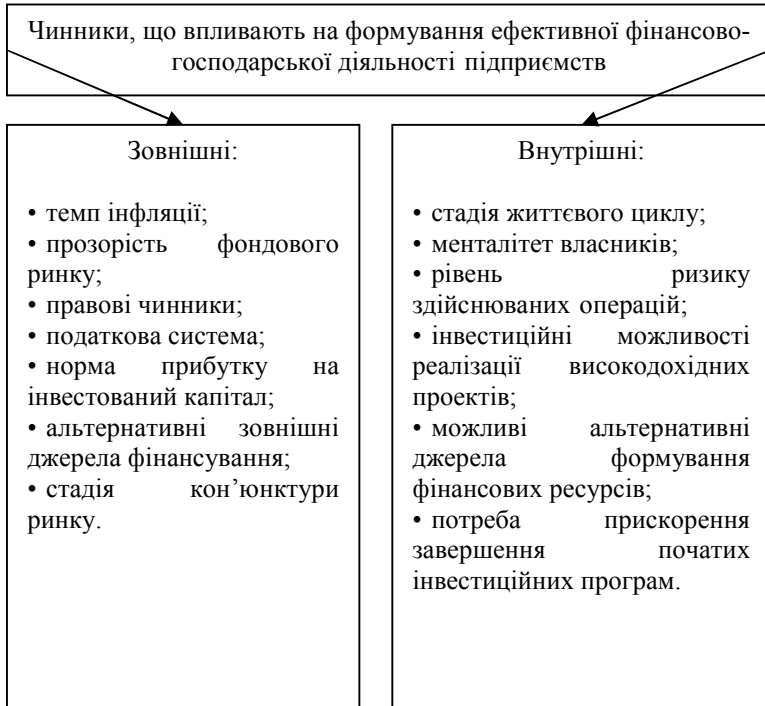 Чинники, що впливають на формування ефективної фінансово-
господарської діяльності підприємств
Зовнішні:
• темп інфляції;
• прозорість фондового
ринку;
• правові чинники;
• податкова система;
• норма прибутку на
інвестований капітал;
• альтернативні зовнішні
джерела фінансування;
• стадія кон’юнктури
ринку.
Внутрішні:
• стадія життєвого циклу;
• менталітет власників;
• рівень ризику
здійснюваних операцій;
• інвестиційні можливості
реалізації високодохідних
проектів;
• можливі альтернативні
джерела формування
фінансових ресурсів;
• потреба прискорення
завершення початих
інвестиційних програм.